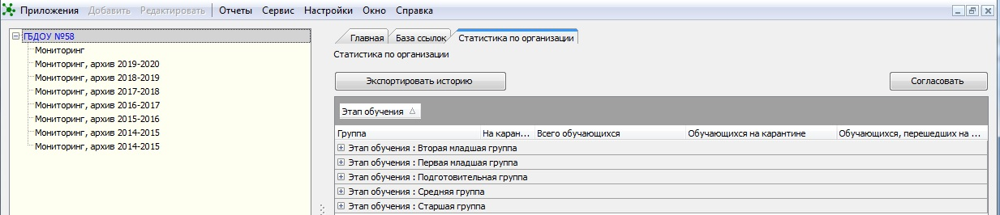 Приложения Добавить Редактировать Отчеты Сервис Настройки Окно Справка
ГБДОУ №58
Мониторинг
Мониторинг, архив 2019-2020
Мониторинг, архив 2018-2019
Мониторинг, архив 2017-2018
Мониторинг, архив 2016-2017
Мониторинг, архив 2015-2016
Мониторинг, архив 2014-2015
Мониторинг, архив 2014-2015
Главная База ссылок Статистика по организации
Статистика по организации
Экспортировать историю Согласовать
Этап обучения
Группа На каран... Всего обучающихся Обучающихся на карантине Обучающихся, перешедших на ...
Этап обучения : Вторая младшая группа
Этап обучения : Первая младшая группа
Этап обучения : Подготовительная группа
Этап обучения : Средняя группа
Этап обучения : Старшая группа